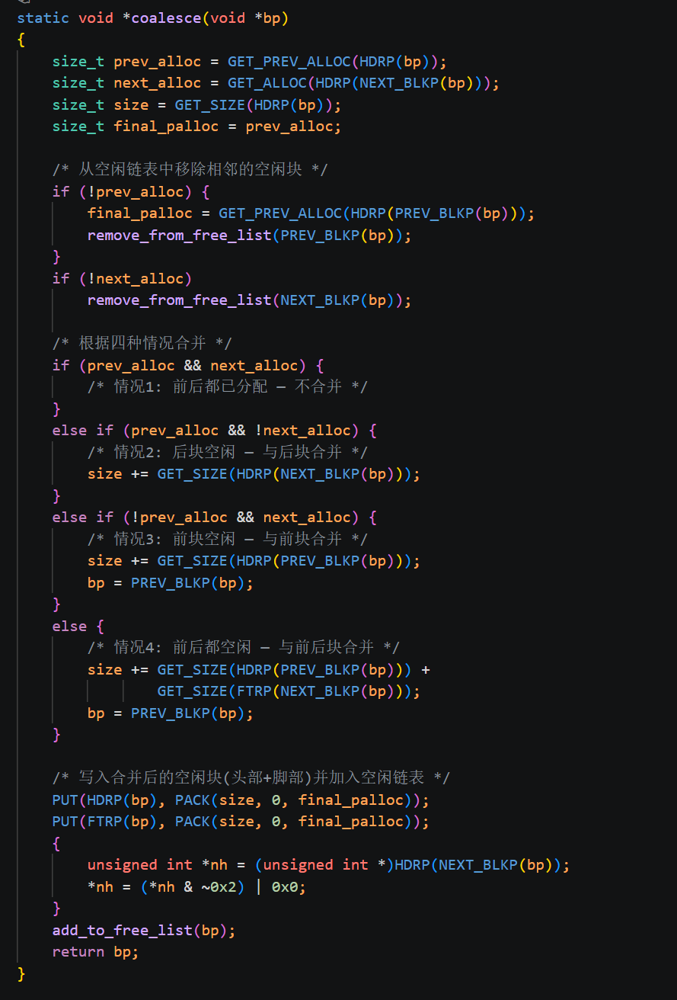 static void *coalesce(void *bp)
{
    size_t prev_alloc = GET_PREV_ALLOC(HDRP(bp));
    size_t next_alloc = GET_ALLOC(HDRP(NEXT_BLKP(bp)));
    size_t size = GET_SIZE(HDRP(bp));
    size_t final_palloc = prev_alloc;

    /* 从空闲链表中移除相邻的空闲块 */
    if (!prev_alloc) {
        final_palloc = GET_PREV_ALLOC(HDRP(PREV_BLKP(bp)));
        remove_from_free_list(PREV_BLKP(bp));
    }
    if (!next_alloc)
        remove_from_free_list(NEXT_BLKP(bp));

    /* 根据四种情况合并 */
    if (prev_alloc && next_alloc) {
        /* 情况1: 前后都已分配 — 不合并 */
    }
    else if (prev_alloc && !next_alloc) {
        /* 情况2: 后块空闲 — 与后块合并 */
        size += GET_SIZE(HDRP(NEXT_BLKP(bp)));
    }
    else if (!prev_alloc && next_alloc) {
        /* 情况3: 前块空闲 — 与前块合并 */
        size += GET_SIZE(HDRP(PREV_BLKP(bp)));
        bp = PREV_BLKP(bp);
    }
    else {
        /* 情况4: 前后都空闲 — 与前后块合并 */
        size += GET_SIZE(HDRP(PREV_BLKP(bp))) +
                GET_SIZE(FTRP(NEXT_BLKP(bp)));
        bp = PREV_BLKP(bp);
    }

    /* 写入合并后的空闲块(头部+脚部)并加入空闲链表 */
    PUT(HDRP(bp), PACK(size, 0, final_palloc));
    PUT(FTRP(bp), PACK(size, 0, final_palloc));
    {
        unsigned int *nh = (unsigned int *)HDRP(NEXT_BLKP(bp));
        *nh = (*nh & ~0x2) | 0x0;
    }
    add_to_free_list(bp);
    return bp;
}